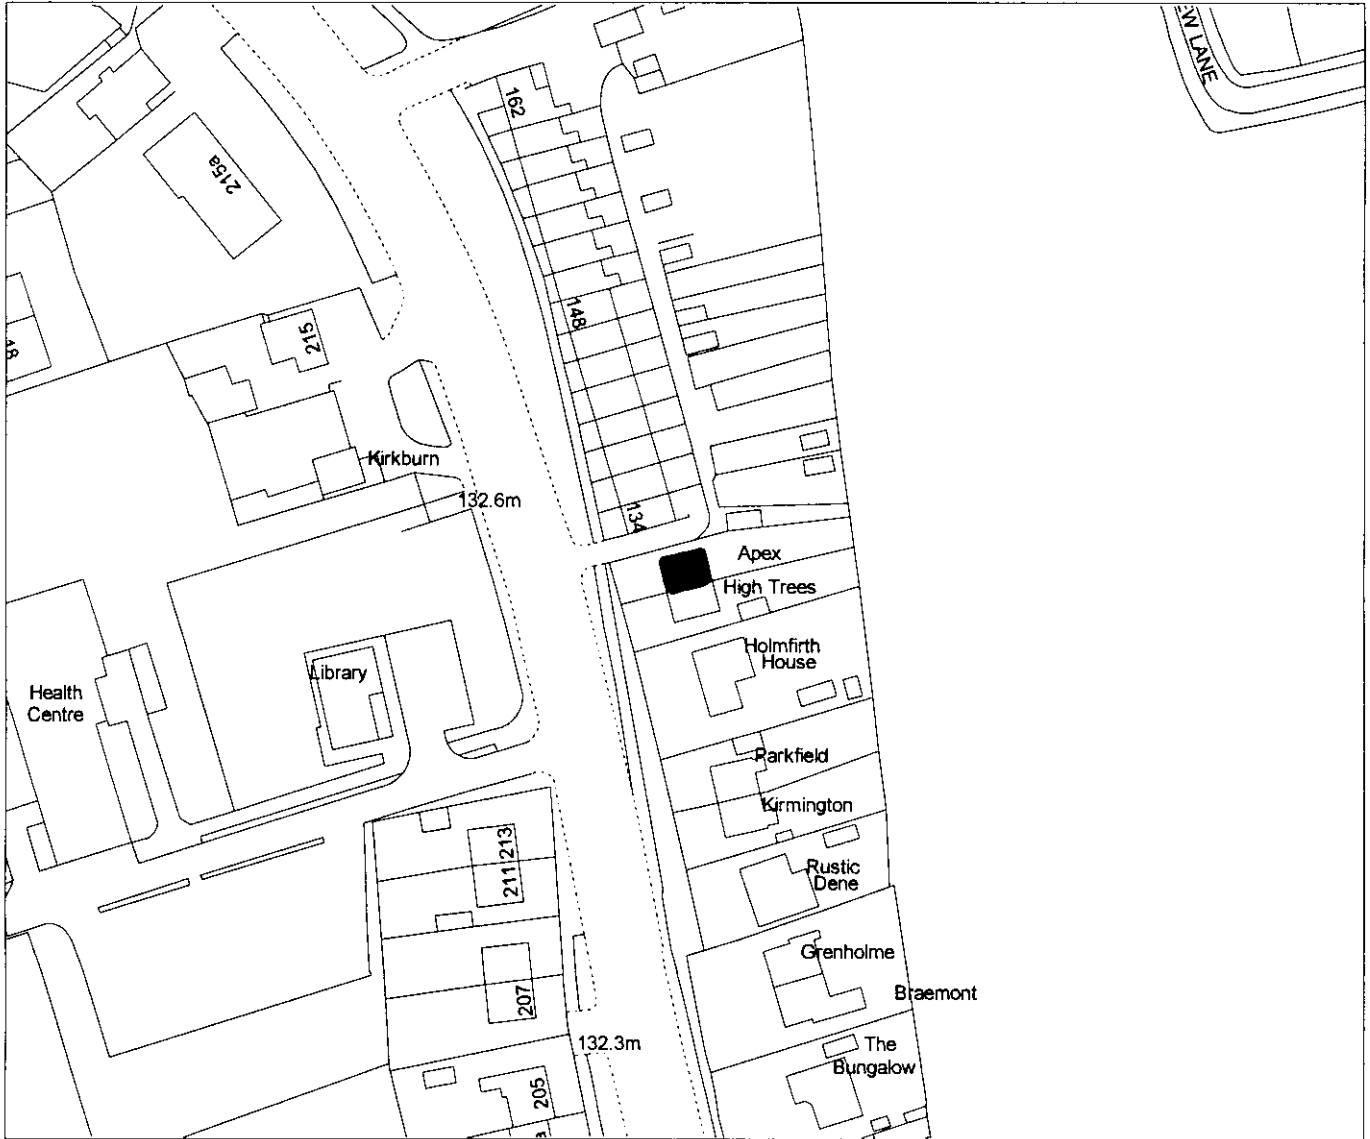 EW LANE
162
215a
148
215
18
Kirkburn
132.6m
134
Apex
High Trees
Holmfirth
House
Library
Health
Centre
Parkfield
Kirmington
211 213
Rustic
Dene
Grenholme
207
Braemont
132.3m
The
Bungalow
205